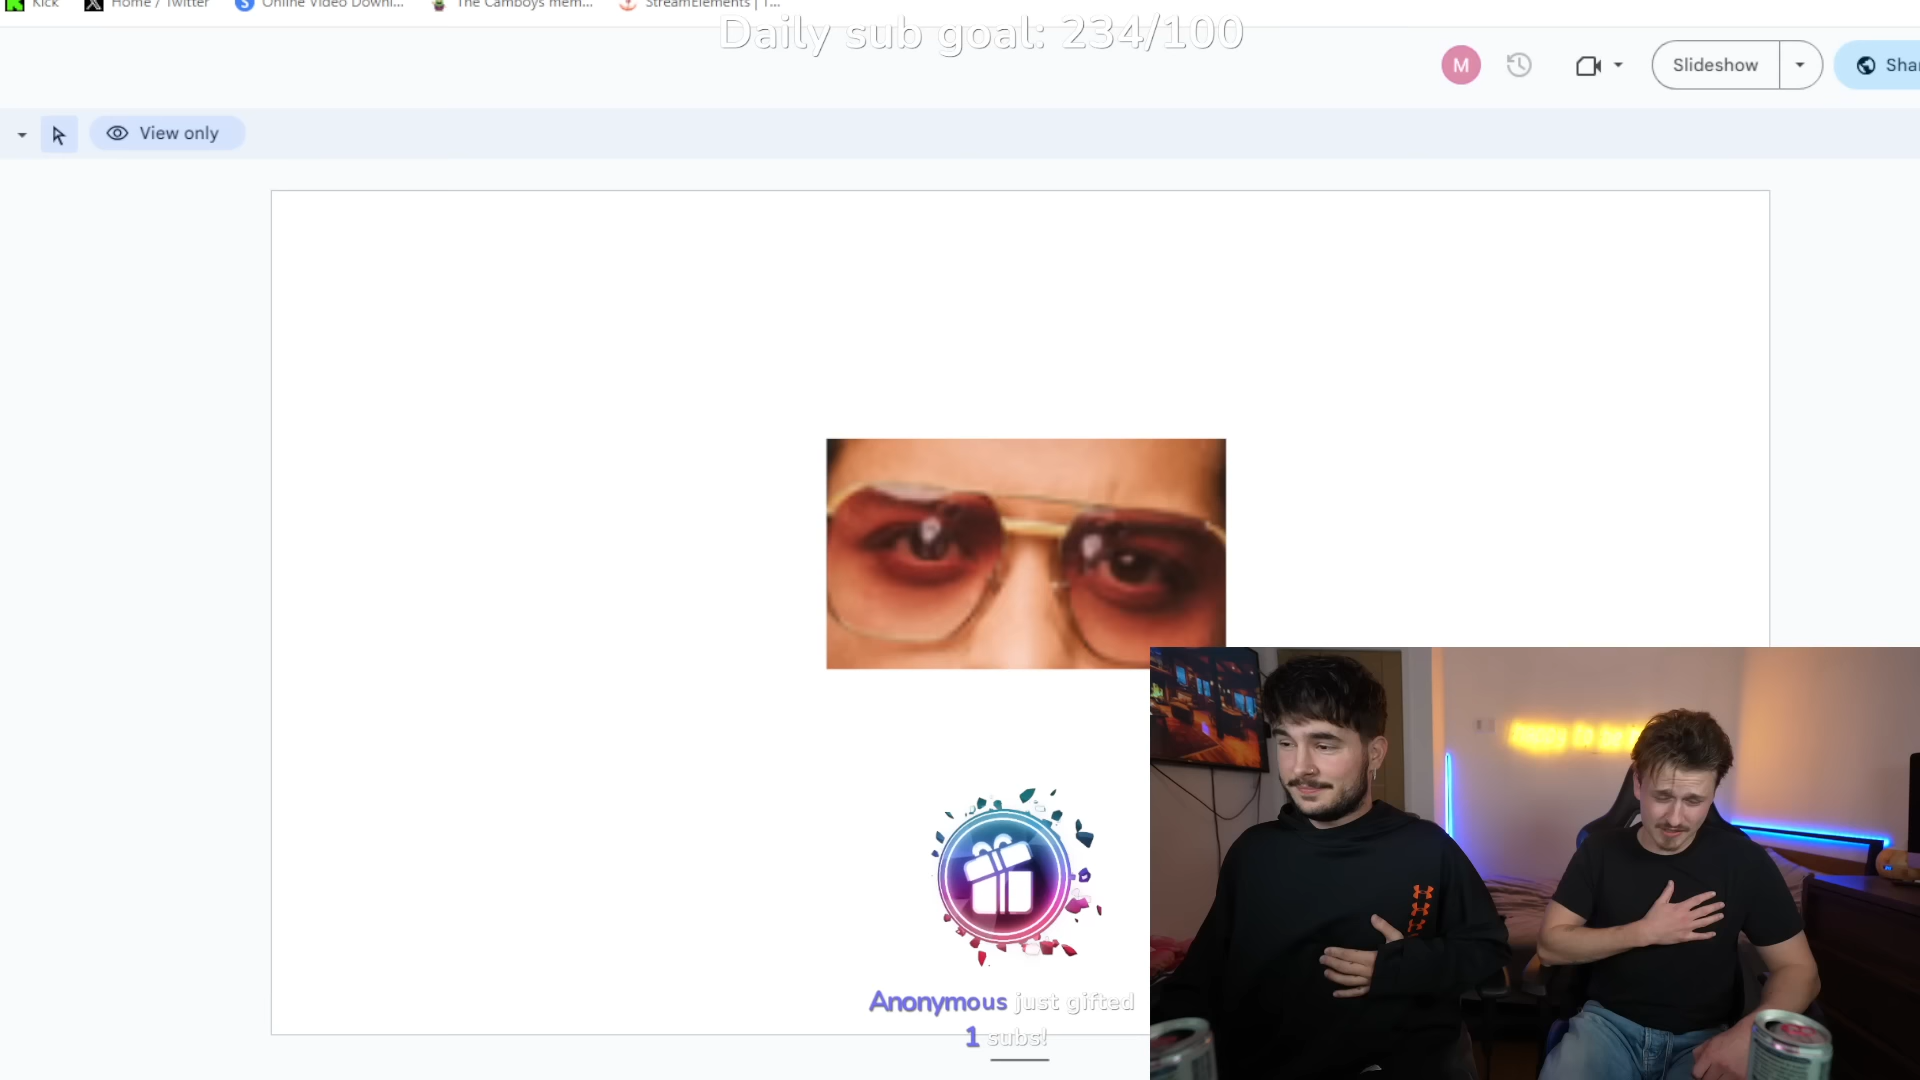 Kick
Home / Twitter
Online Video Downl...
The Camboys mem...
StreamElements | T...
Daily sub goal: 234/100
M
Slideshow
Shar
View only
Anonymous just gifted
1 subs!